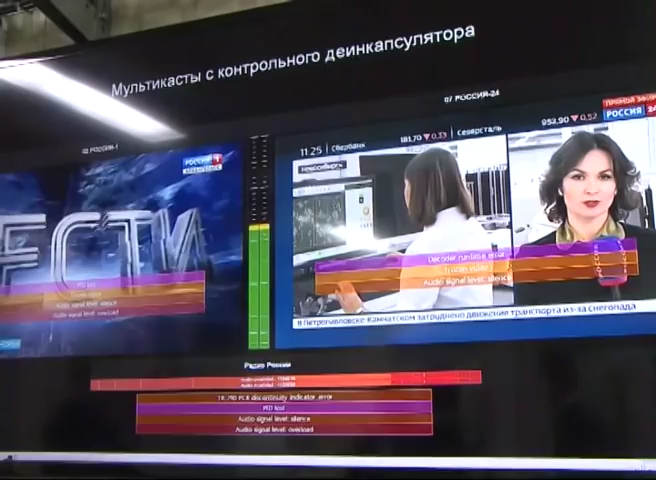 Мультикасты с контрольного деинкапсулятора
02 РОССИЯ-1
07 РОССИЯ-24
РОССИЯ 1
ЕСТИ
PID lost
Audio signal level: silence
Audio signal level: overload
11:25 Сбербанк 181.70 ▼0.33 Северсталь 952.90 ▼0.52
ПРЯМОЙ ЭФИР
РОССИЯ 24
Новосибирск
Decoder runtime error
Frozen video
Audio signal level: silence
В Петропавловске-Камчатском затруднено движение транспорта из-за снегопада
Радио России
PCR discontinuity indicator error
PID lost
Audio signal level: silence
Audio signal level: overload